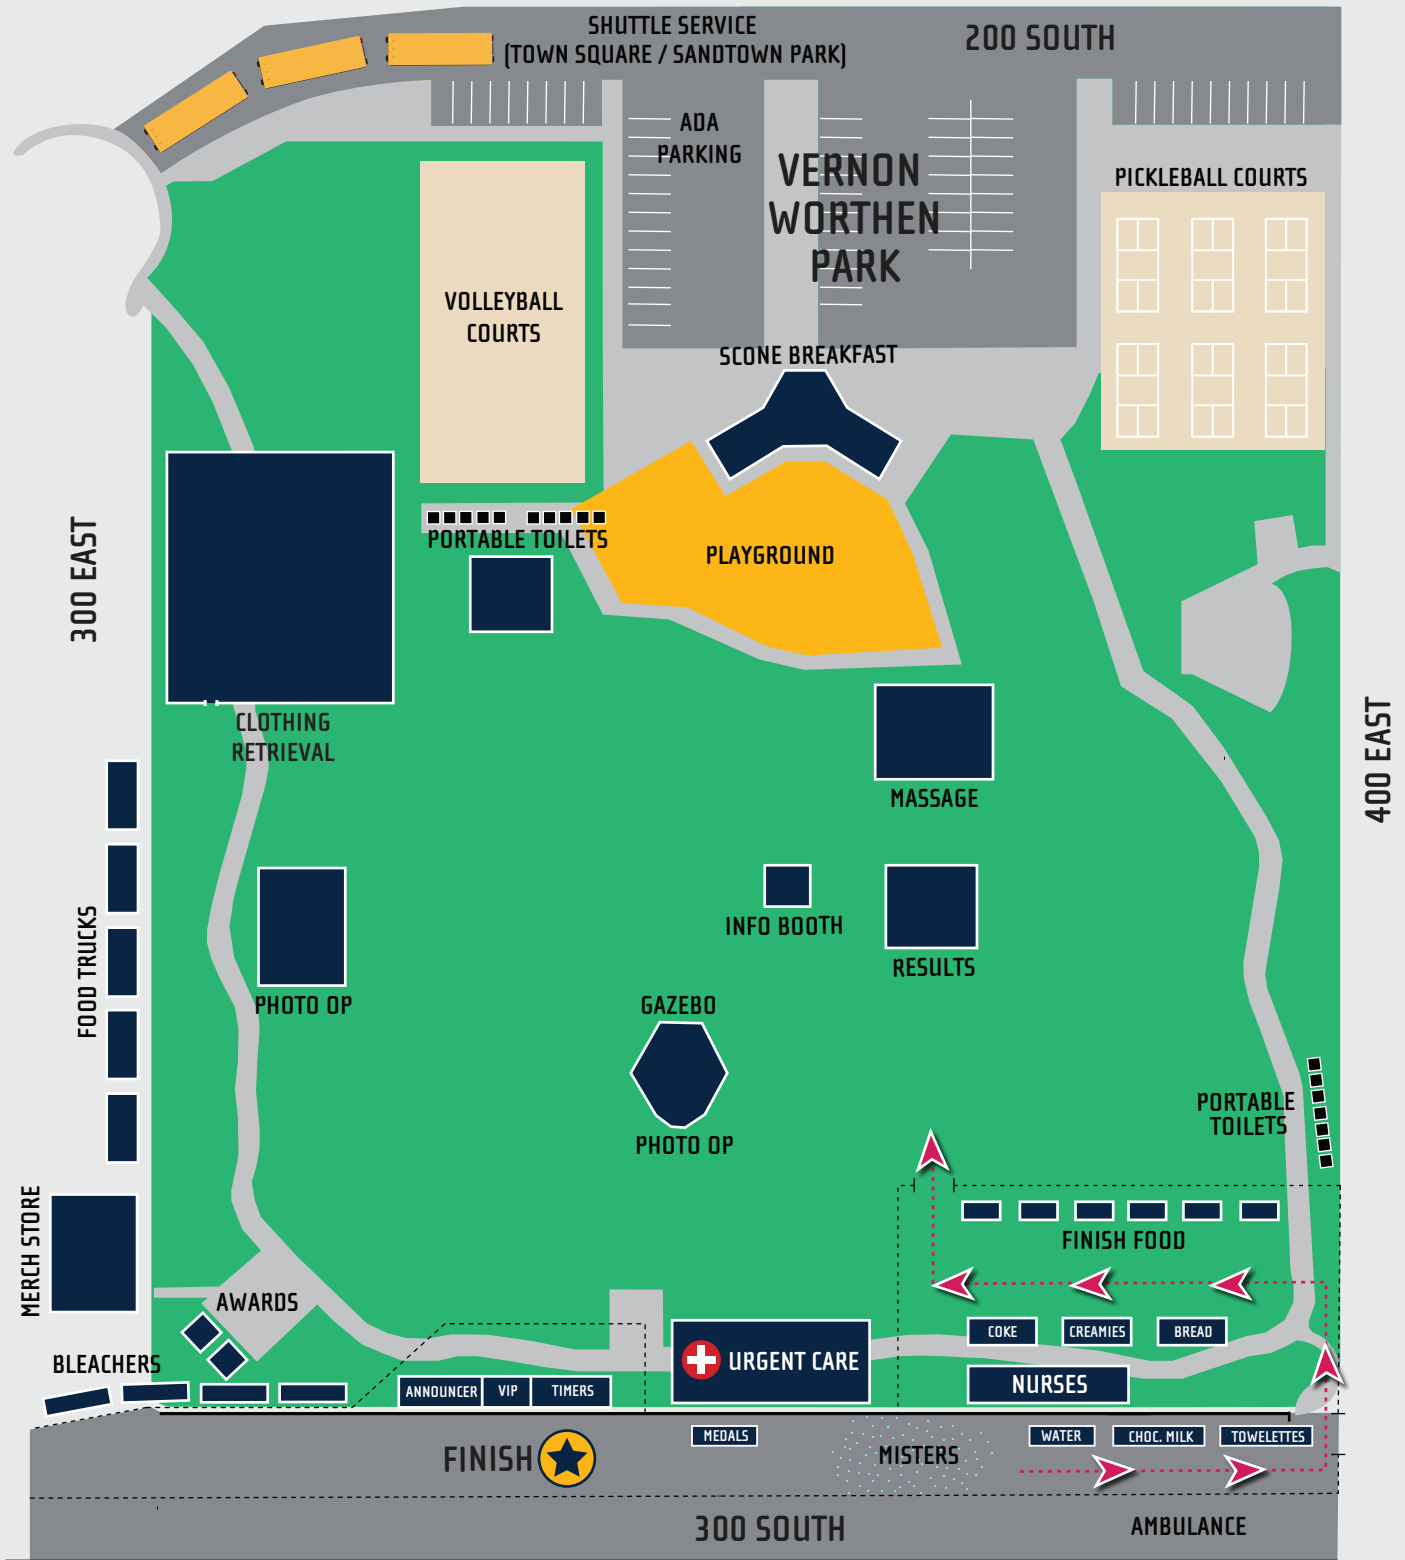 SHUTTLE SERVICE
(TOWN SQUARE / SANDTOWN PARK)
200 SOUTH
ADA
PARKING
VERNON
WORTHEN
PARK
PICKLEBALL COURTS
VOLLEYBALL
COURTS
SCONE BREAKFAST
PORTABLE TOILETS
PLAYGROUND
300 EAST
400 EAST
CLOTHING
RETRIEVAL
MASSAGE
FOOD TRUCKS
PHOTO OP
INFO BOOTH
RESULTS
GAZEBO
PHOTO OP
PORTABLE
TOILETS
MERCH STORE
FINISH FOOD
AWARDS
COKE
CREAMIES
BREAD
BLEACHERS
URGENT CARE
NURSES
ANNOUNCER
VIP
TIMERS
MEDALS
WATER
CHOC. MILK
TOWELETTES
FINISH
MISTERS
300 SOUTH
AMBULANCE